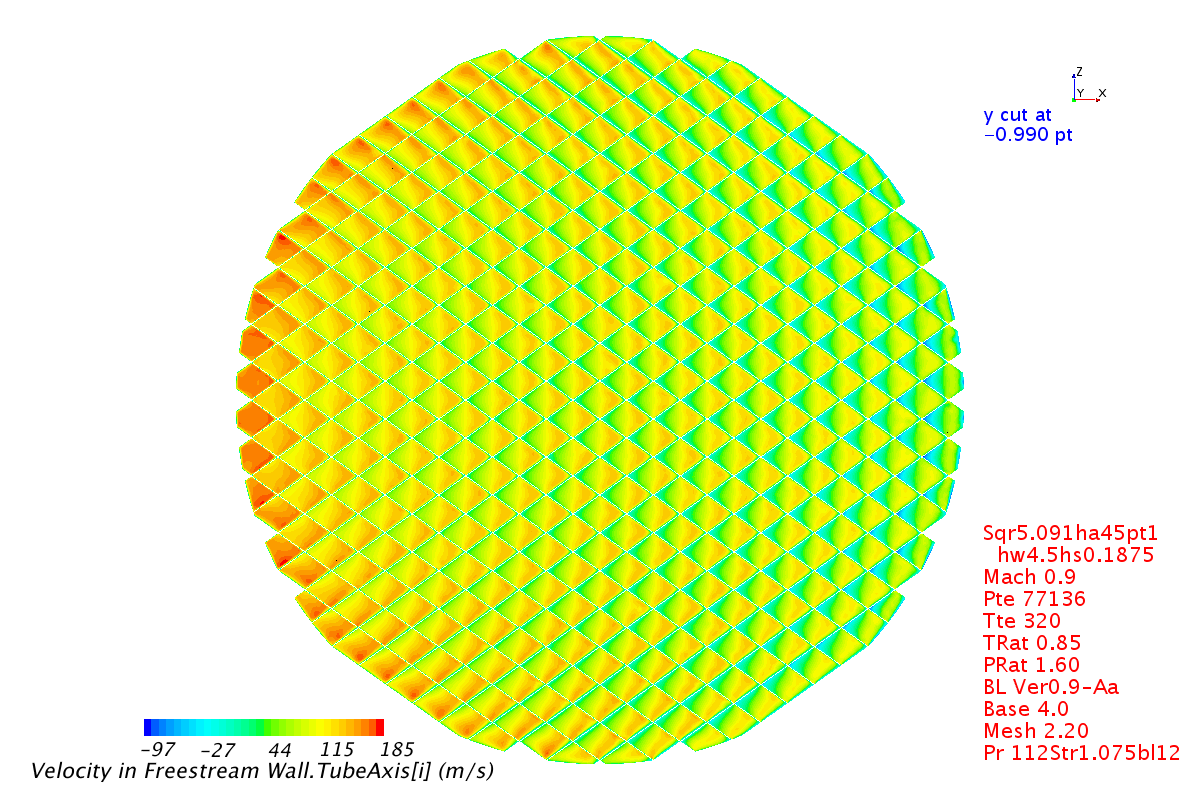 Z
Y X
y cut at
−0.990 pt
Sqr5.091ha45pt1
hw4.5hs0.1875
Mach 0.9
Pte 77136
Tte 320
TRat 0.85
PRat 1.60
BL Ver0.9−Aa
Base 4.0
Mesh 2.20
Pr 112Str1.075bl12
−97 −27 44 115 185
Velocity in Freestream Wall.TubeAxis[i] (m/s)